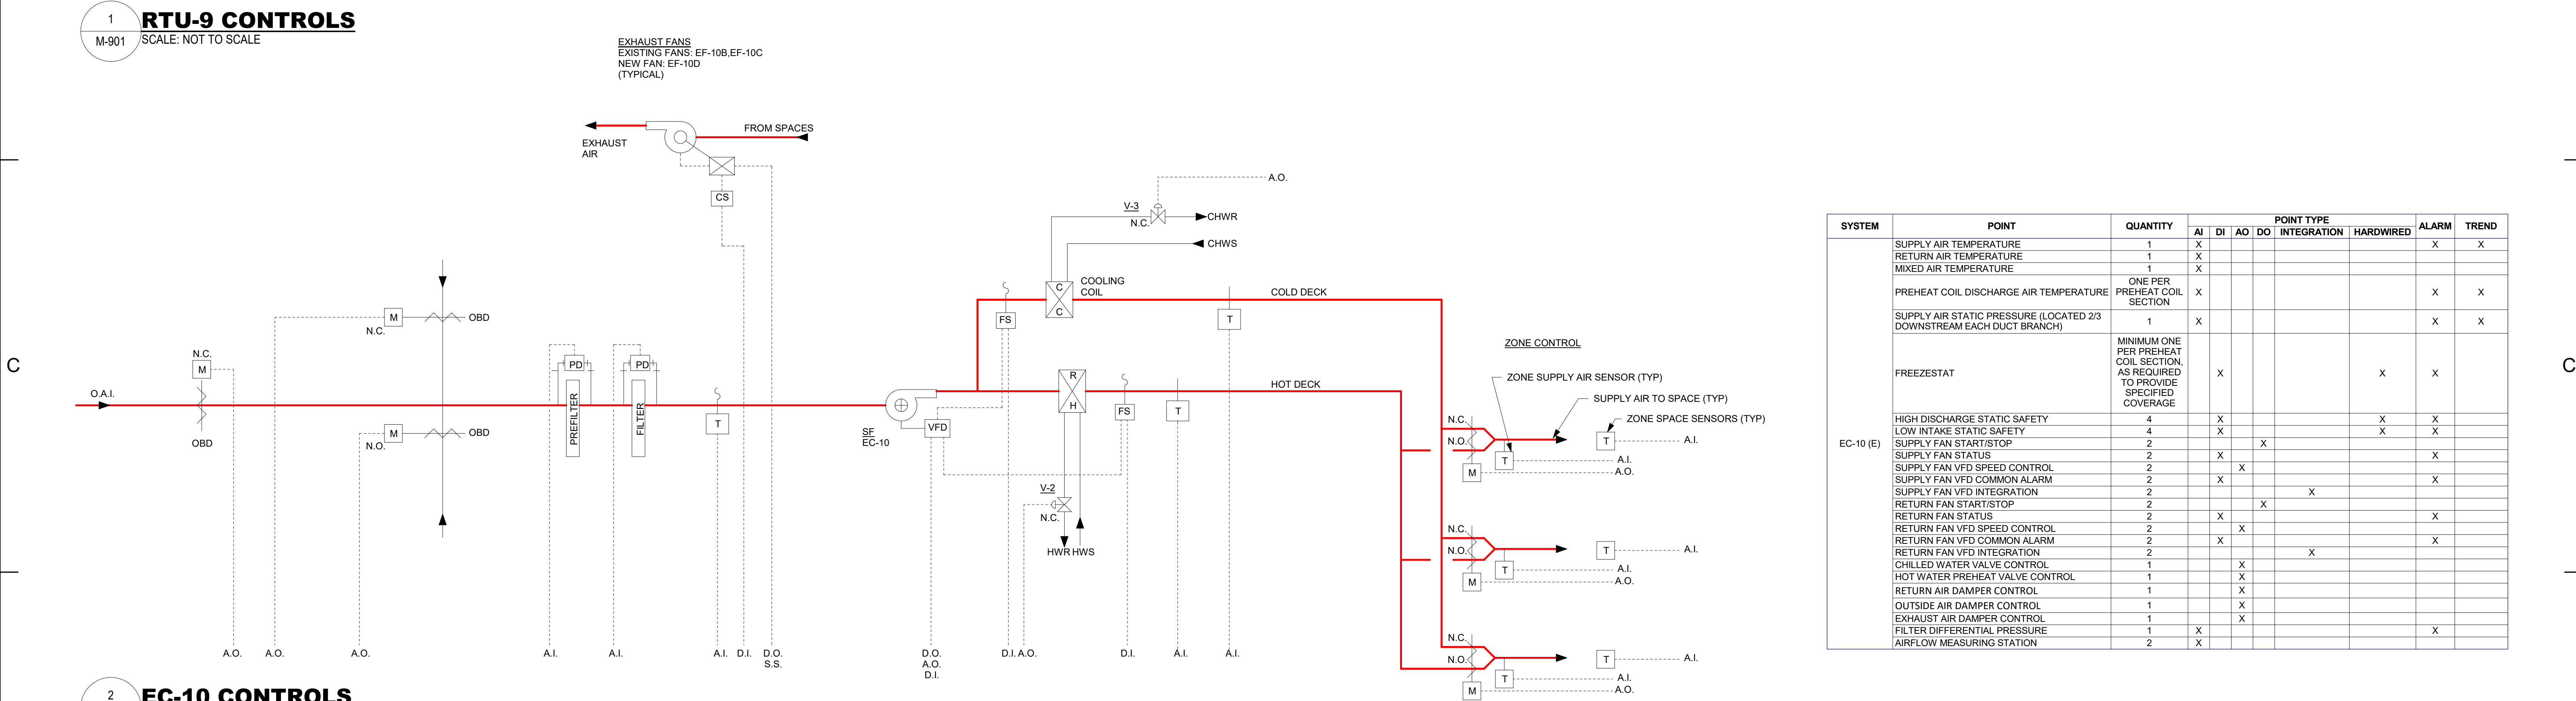 1
M-901
RTU-9 CONTROLS
SCALE: NOT TO SCALE
EXHAUST FANS
EXISTING FANS: EF-10B,EF-10C
NEW FAN: EF-10D
(TYPICAL)
FROM SPACES
EXHAUST
AIR
CS
A.O.
V-3
N.C.
CHWR
CHWS
C
C
COOLING
COIL
COLD DECK
M
N.C.
OBD
FS
T
C
C
N.C.
M
O.A.I.
OBD
M
N.O.
OBD
PD
PREFILTER
PD
FILTER
T
SF
EC-10
VFD
R
H
HOT DECK
FS
T
V-2
N.C.
HWR HWS
ZONE CONTROL
ZONE SUPPLY AIR SENSOR (TYP)
SUPPLY AIR TO SPACE (TYP)
ZONE SPACE SENSORS (TYP)
N.C.
N.O.
M
T
T
A.I.
A.I.
A.O.
N.C.
N.O.
M
T
T
A.I.
A.I.
A.O.
N.C.
N.O.
M
T
T
A.I.
A.I.
A.O.
A.O. A.O. A.O. A.I. A.I. A.I. D.I. D.O. D.O. D.I. A.O. D.I. A.I. A.I.
S.S. A.O.
D.I.
SYSTEM POINT QUANTITY POINT TYPE ALARM TREND
AI DI AO DO INTEGRATION HARDWIRED
EC-10 (E)
SUPPLY AIR TEMPERATURE 1 X X X
RETURN AIR TEMPERATURE 1 X
MIXED AIR TEMPERATURE 1 X
PREHEAT COIL DISCHARGE AIR TEMPERATURE
ONE PER
PREHEAT COIL
SECTION
X X X
SUPPLY AIR STATIC PRESSURE (LOCATED 2/3
DOWNSTREAM EACH DUCT BRANCH)
1 X X X
FREEZESTAT
MINIMUM ONE
PER PREHEAT
COIL SECTION,
AS REQUIRED
TO PROVIDE
SPECIFIED
COVERAGE
X X X
HIGH DISCHARGE STATIC SAFETY 4 X X X
LOW INTAKE STATIC SAFETY 4 X X X
SUPPLY FAN START/STOP 2 X
SUPPLY FAN STATUS 2 X X
SUPPLY FAN VFD SPEED CONTROL 2 X
SUPPLY FAN VFD COMMON ALARM 2 X X
SUPPLY FAN VFD INTEGRATION 2 X
RETURN FAN START/STOP 2 X
RETURN FAN STATUS 2 X X
RETURN FAN VFD SPEED CONTROL 2 X
RETURN FAN VFD COMMON ALARM 2 X X
RETURN FAN VFD INTEGRATION 2 X
CHILLED WATER VALVE CONTROL 1 X
HOT WATER PREHEAT VALVE CONTROL 1 X
RETURN AIR DAMPER CONTROL 1 X
OUTSIDE AIR DAMPER CONTROL 1 X
EXHAUST AIR DAMPER CONTROL 1 X
FILTER DIFFERENTIAL PRESSURE 1 X X
AIRFLOW MEASURING STATION 2 X
2
EC-10 CONTROLS